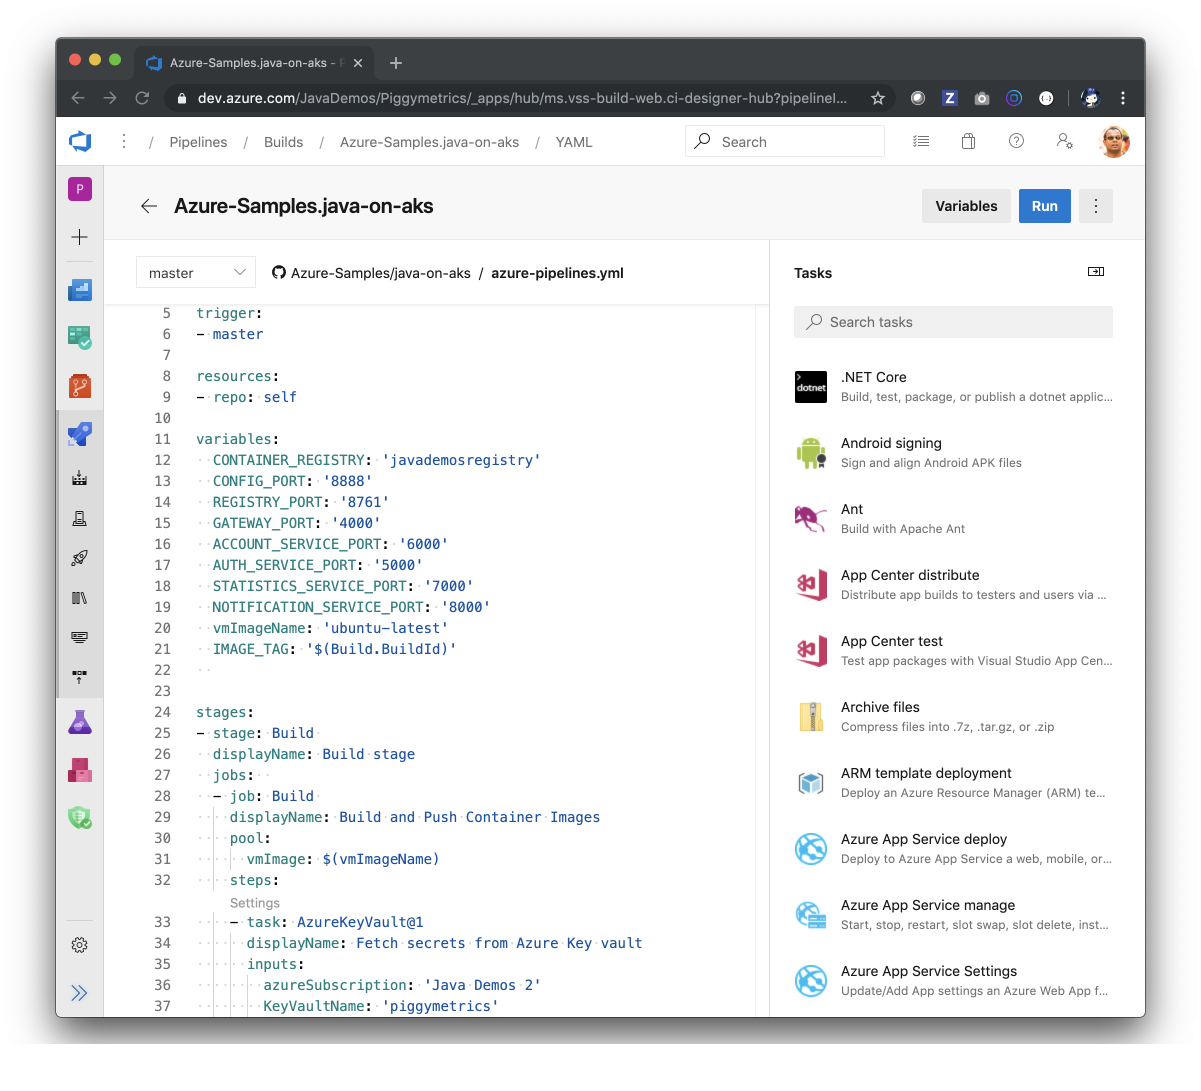 Azure-Samples.java-on-aks - P
dev.azure.com/JavaDemos/Piggymetrics/_apps/hub/ms.vss-build-web.ci-designer-hub?pipelineI...
Z
/ Pipelines / Builds / Azure-Samples.java-on-aks / YAML
Search
P
Azure-Samples.java-on-aks
Variables
Run
master
Azure-Samples/java-on-aks / azure-pipelines.yml
5 trigger:
6 - master
7
8 resources:
9 - repo: self
10
11 variables:
12 CONTAINER_REGISTRY: 'javademosregistry'
13 CONFIG_PORT: '8888'
14 REGISTRY_PORT: '8761'
15 GATEWAY_PORT: '4000'
16 ACCOUNT_SERVICE_PORT: '6000'
17 AUTH_SERVICE_PORT: '5000'
18 STATISTICS_SERVICE_PORT: '7000'
19 NOTIFICATION_SERVICE_PORT: '8000'
20 vmImageName: 'ubuntu-latest'
21 IMAGE_TAG: '$(Build.BuildId)'
22
23
24 stages:
25 - stage: Build
26 displayName: Build stage
27 jobs:
28 - job: Build
29 displayName: Build and Push Container Images
30 pool:
31 vmImage: $(vmImageName)
32 steps:
Settings
33 - task: AzureKeyVault@1
34 displayName: Fetch secrets from Azure Key vault
35 inputs:
36 azureSubscription: 'Java Demos 2'
37 KeyVaultName: 'piggymetrics'
Tasks
Search tasks
dotnet
.NET Core
Build, test, package, or publish a dotnet applic...
Android signing
Sign and align Android APK files
Ant
Build with Apache Ant
App Center distribute
Distribute app builds to testers and users via ...
App Center test
Test app packages with Visual Studio App Cen...
Archive files
Compress files into .7z, .tar.gz, or .zip
ARM template deployment
Deploy an Azure Resource Manager (ARM) te...
Azure App Service deploy
Deploy to Azure App Service a web, mobile, or...
Azure App Service manage
Start, stop, restart, slot swap, slot delete, inst...
Azure App Service Settings
Update/Add App settings an Azure Web App f...